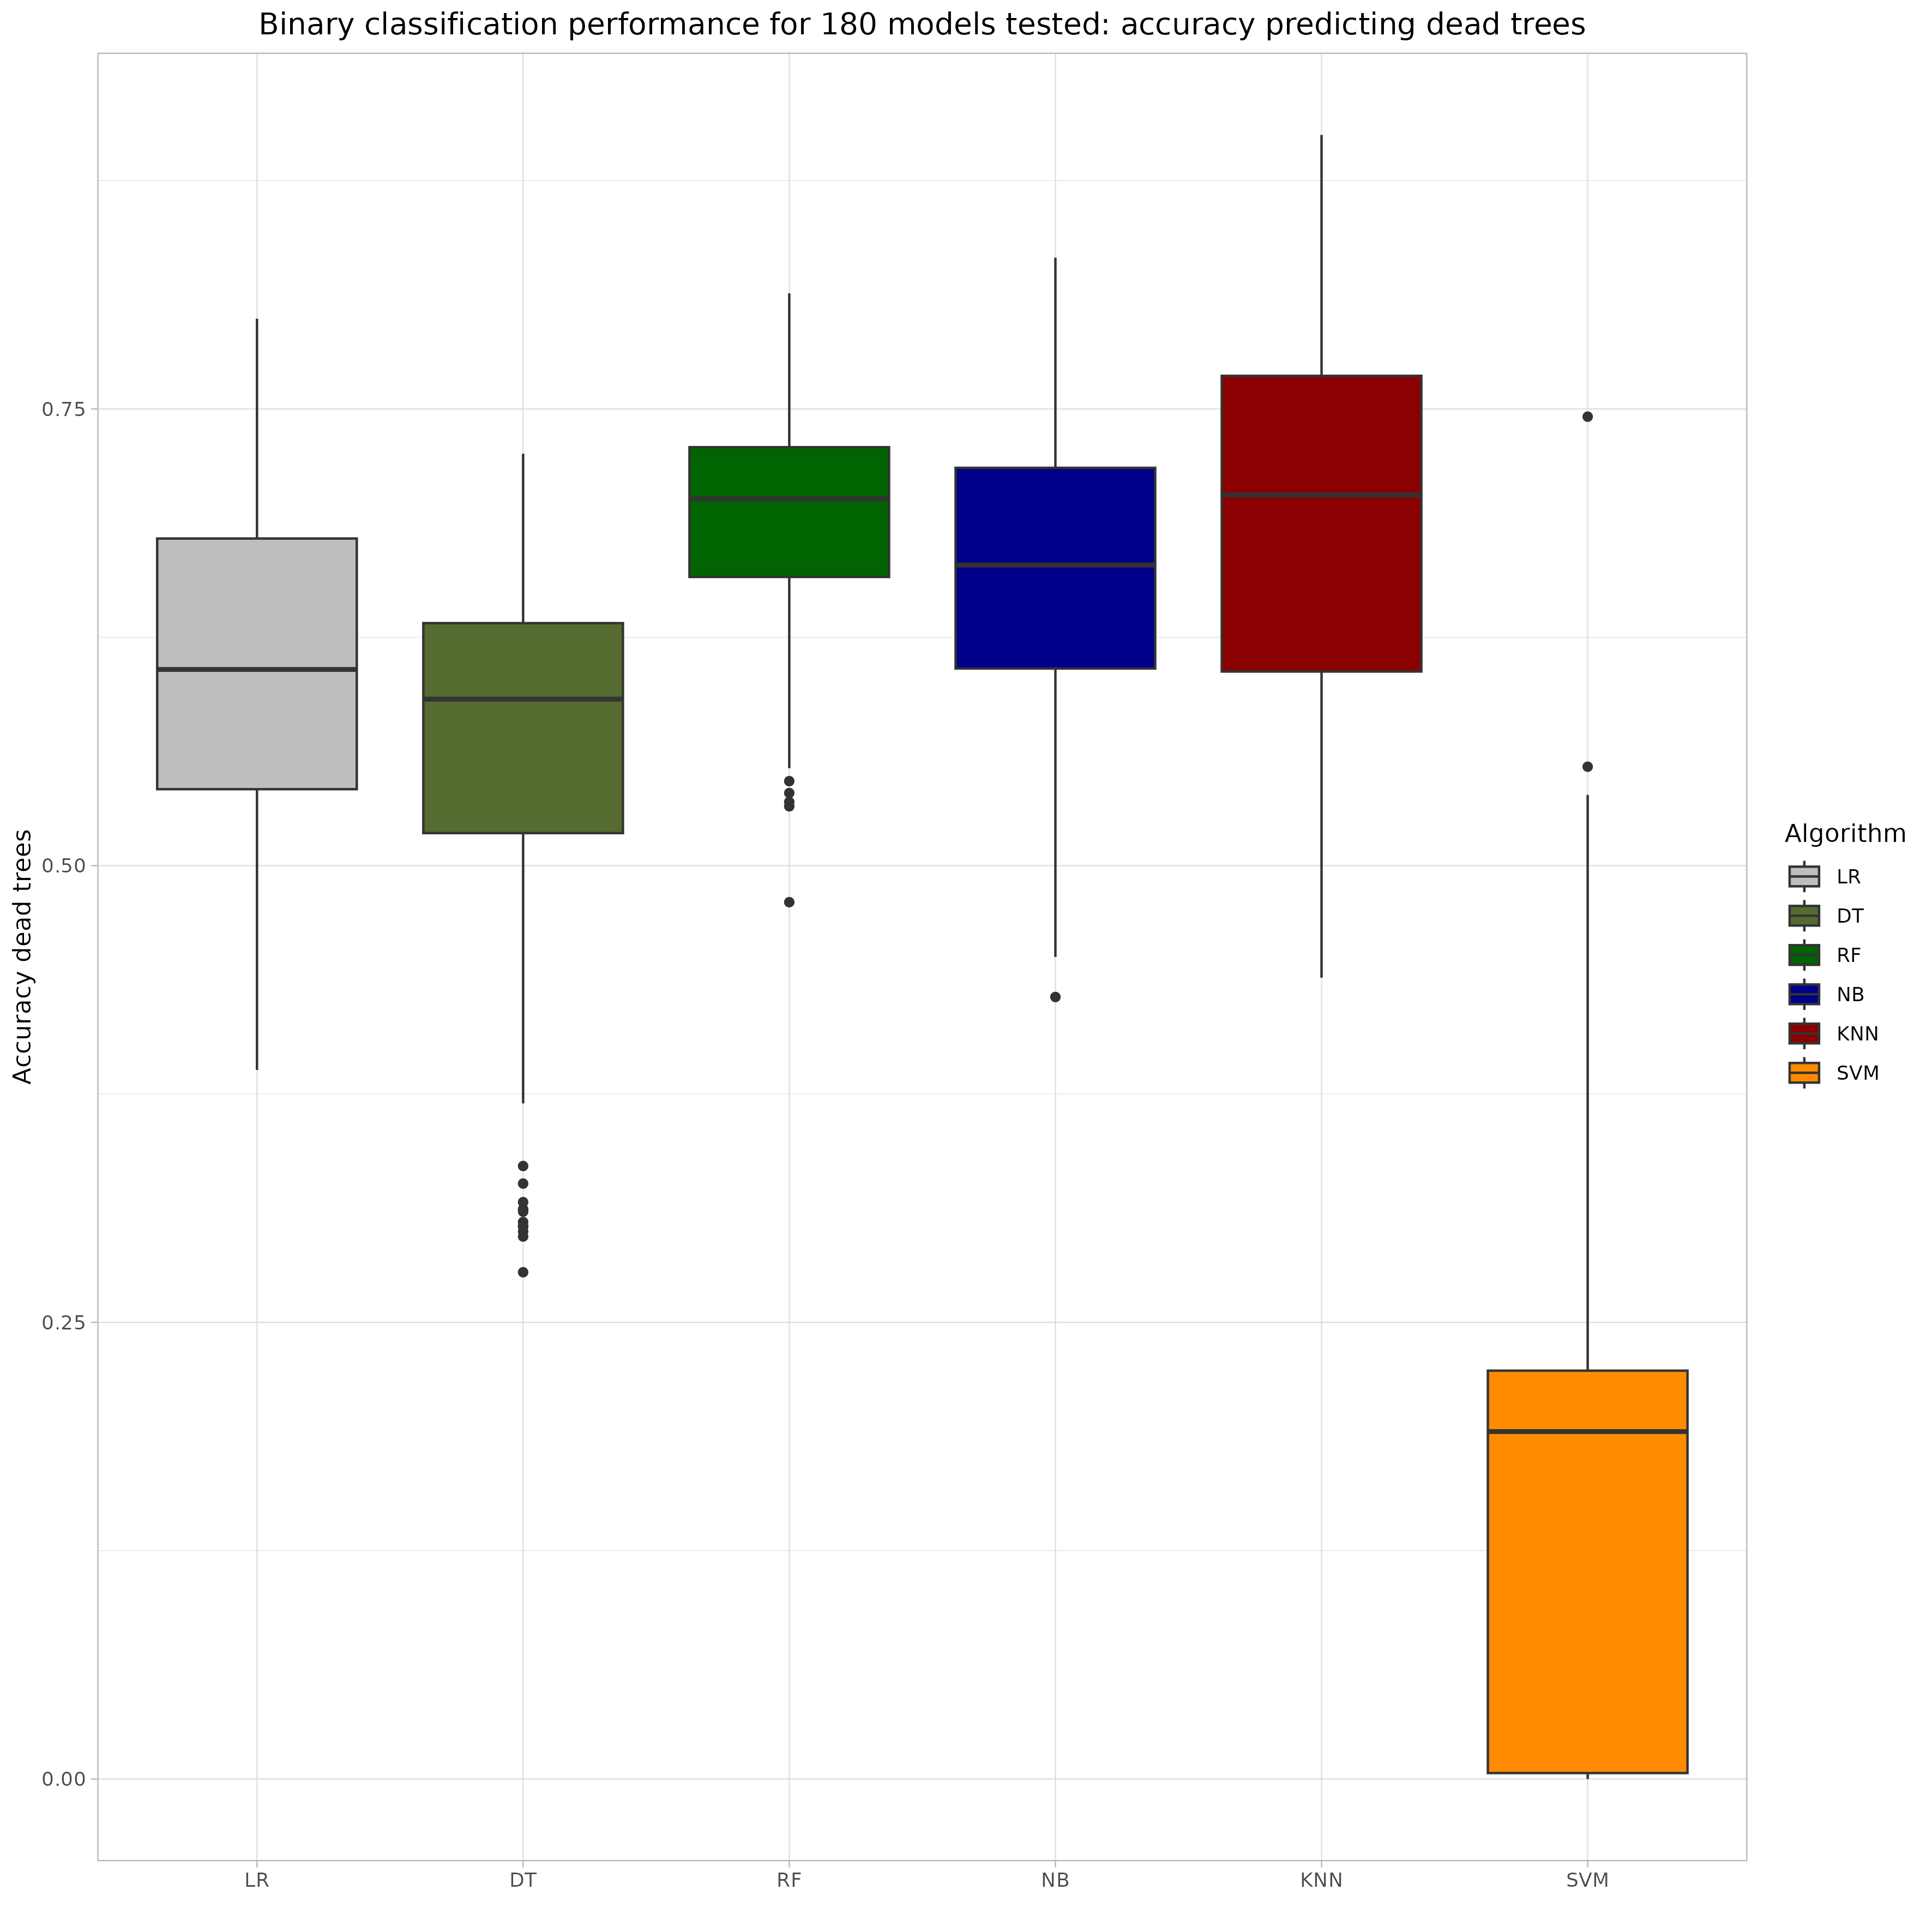 Binary classification performance for 180 models tested: accuracy predicting dead trees
Accuracy dead trees
0.75
0.50
0.25
0.00
LR
DT
RF
NB
KNN
SVM
Algorithm
LR
DT
RF
NB
KNN
SVM